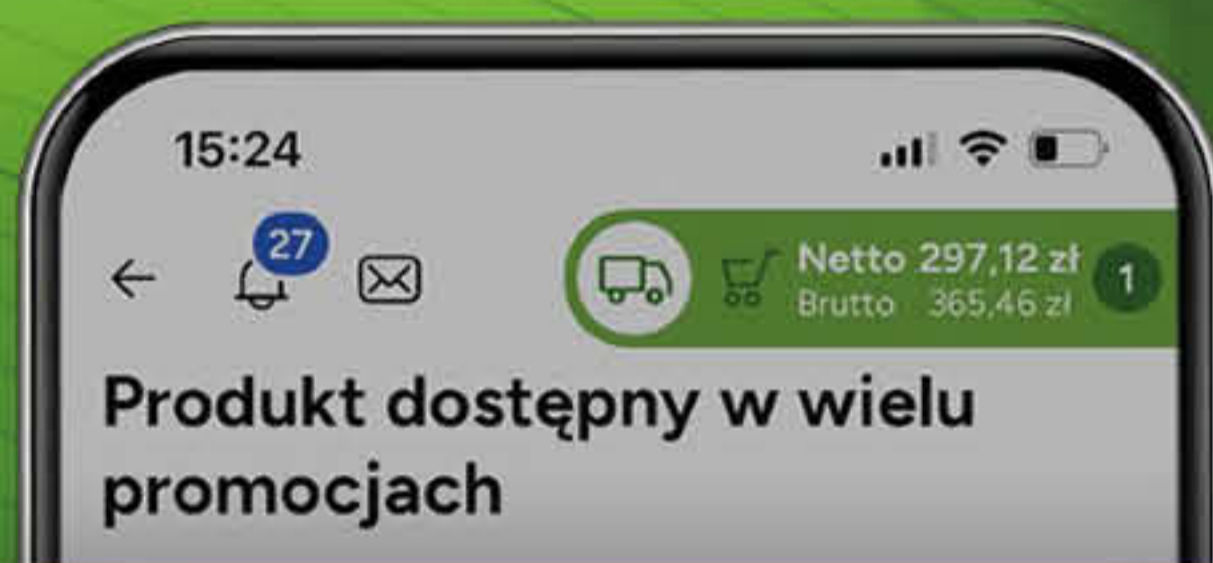 15:24
27
Netto 297,12 zł
Brutto 365,46 zł
1
Produkt dostępny w wielu
promocjach